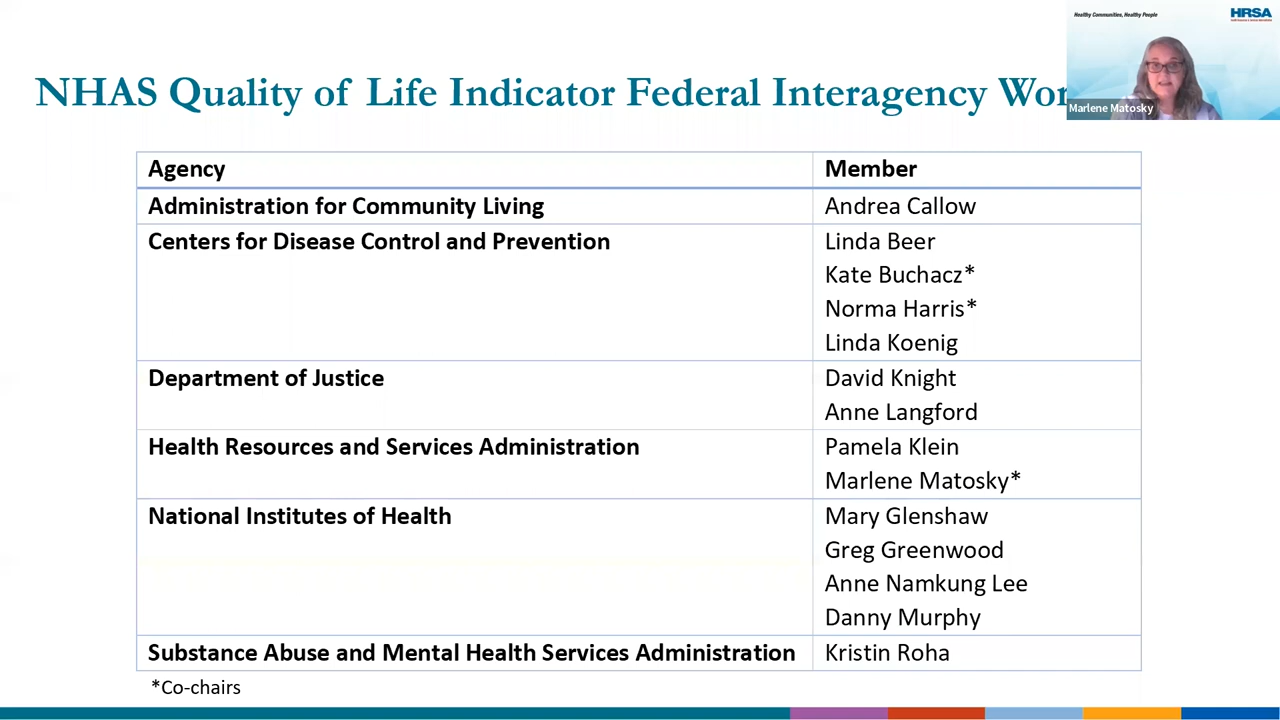 Healthy Communities, Healthy People
HRSA
Marlene Matosky
NHAS Quality of Life Indicator Federal Interagency Wor
Agency Member
Administration for Community Living Andrea Callow
Centers for Disease Control and Prevention Linda Beer
Kate Buchacz*
Norma Harris*
Linda Koenig
Department of Justice David Knight
Anne Langford
Health Resources and Services Administration Pamela Klein
Marlene Matosky*
National Institutes of Health Mary Glenshaw
Greg Greenwood
Anne Namkung Lee
Danny Murphy
Substance Abuse and Mental Health Services Administration Kristin Roha
*Co-chairs